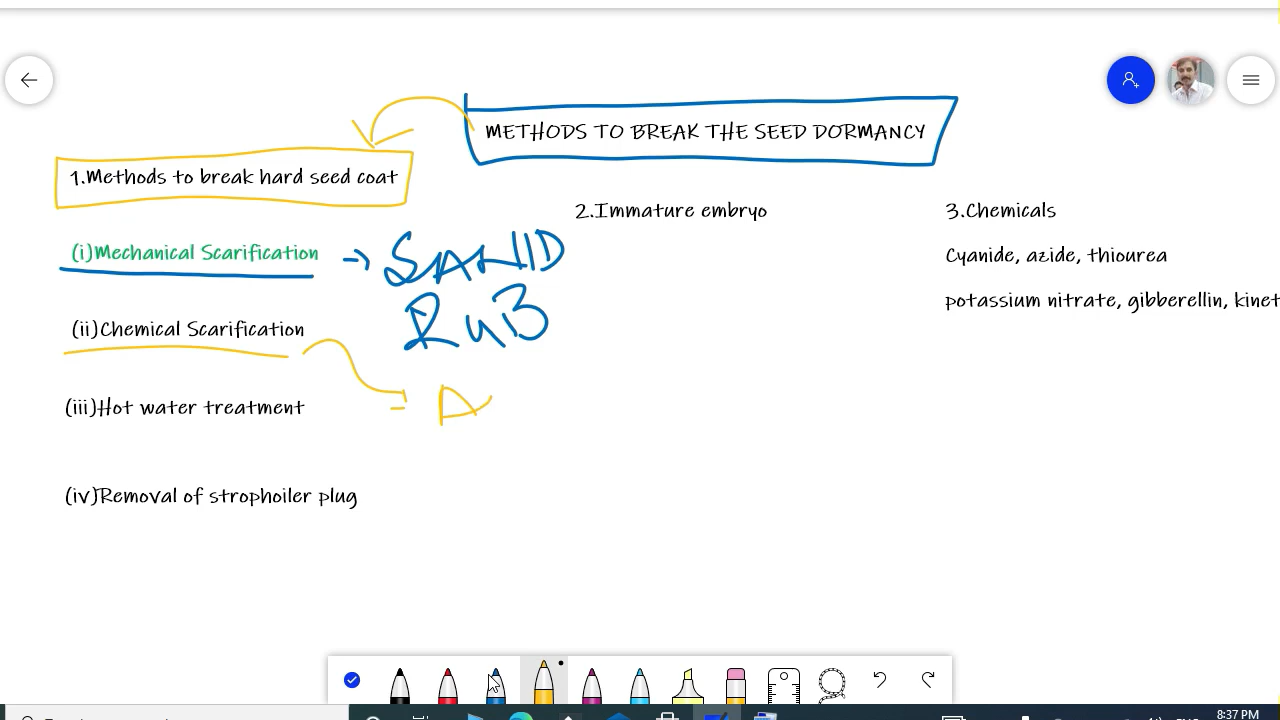 METHODS TO BREAK THE SEED DORMANCY
1.Methods to break hard seed coat
(i)Mechanical Scarification
SAND
RuB
(ii)Chemical Scarification
(iii)Hot water treatment
(iv)Removal of strophoiler plug
2.Immature embryo
3.Chemicals
Cyanide, azide, thiourea
potassium nitrate, gibberellin, kinet
8:37 PM